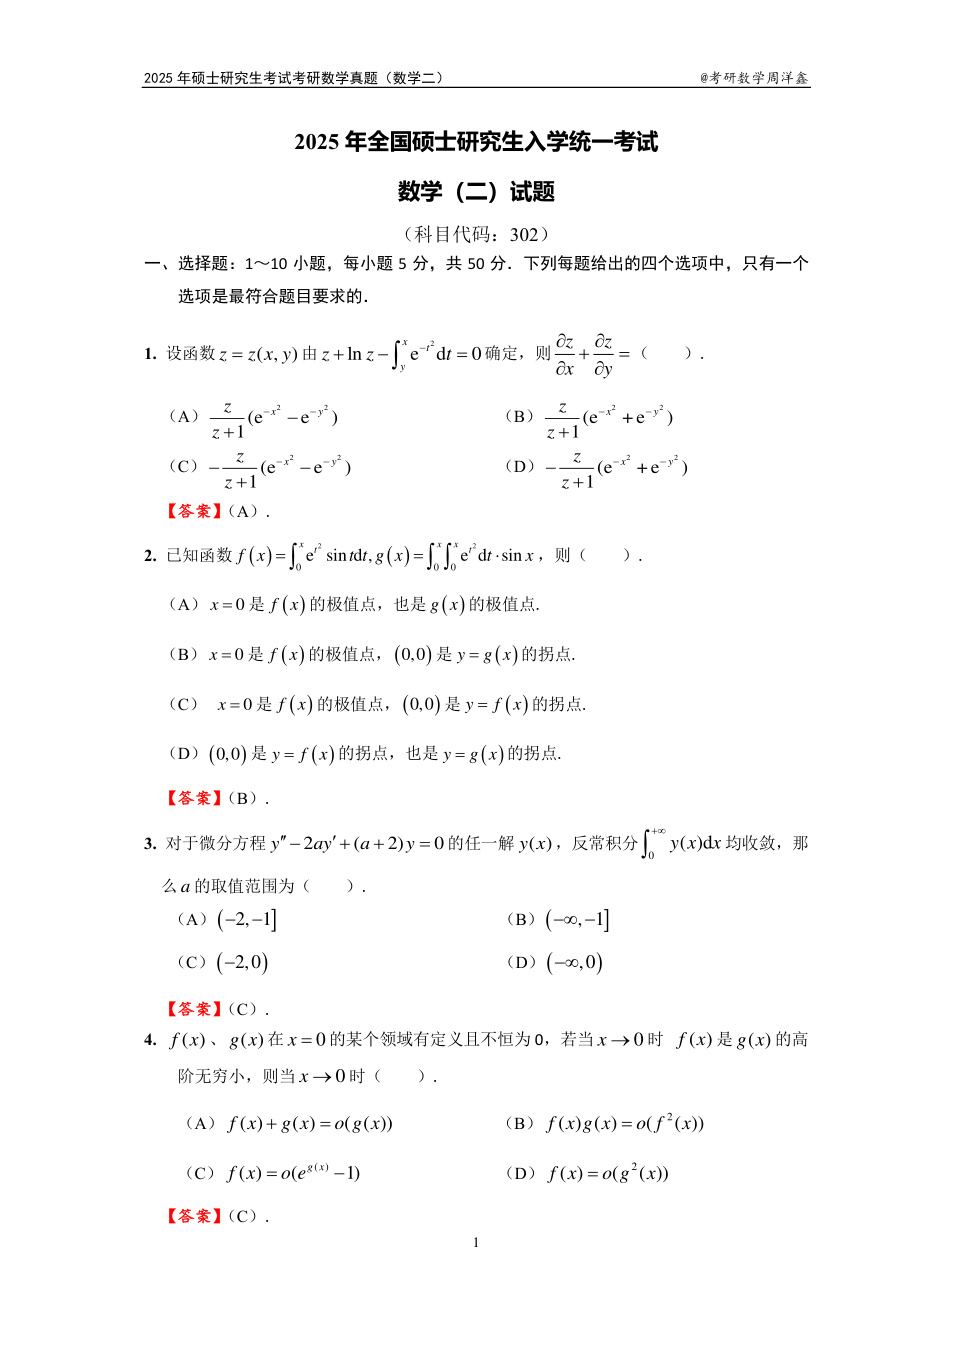 2025 年硕士研究生考试考研数学真题（数学二） @考研数学周洋鑫
2025 年全国硕士研究生入学统一考试
数学（二）试题
（科目代码：302）
一、选择题：1～10 小题，每小题 5 分，共 50 分．下列每题给出的四个选项中，只有一个
选项是最符合题目要求的．
1. 设函数 z = z(x, y) 由 z + ln z − ∫_y^x e^{−t²} dt = 0 确定，则 ∂z/∂x + ∂z/∂y = （ ）．
（A） z/(z+1) (e^{−x²} − e^{−y²}) （B） z/(z+1) (e^{−x²} + e^{−y²})
（C） − z/(z+1) (e^{−x²} − e^{−y²}) （D） − z/(z+1) (e^{−x²} + e^{−y²})
【答案】（A）．
2. 已知函数 f(x) = ∫_0^x e^{t²} sin t dt, g(x) = ∫_0^x ∫_0^x e^{t²} dt · sin x ，则（ ）．
（A） x = 0 是 f(x) 的极值点，也是 g(x) 的极值点.
（B） x = 0 是 f(x) 的极值点， (0,0) 是 y = g(x) 的拐点.
（C） x = 0 是 f(x) 的极值点， (0,0) 是 y = f(x) 的拐点.
（D） (0,0) 是 y = f(x) 的拐点，也是 y = g(x) 的拐点.
【答案】（B）．
3. 对于微分方程 y″ − 2ay′ + (a + 2)y = 0 的任一解 y(x) ，反常积分 ∫_0^{+∞} y(x)dx 均收敛，那
么 a 的取值范围为（ ）．
（A） (−2, −1] （B） (−∞, −1]
（C） (−2, 0) （D） (−∞, 0)
【答案】（C）．
4. f(x) 、 g(x) 在 x = 0 的某个领域有定义且不恒为 0，若当 x → 0 时 f(x) 是 g(x) 的高
阶无穷小，则当 x → 0 时（ ）．
（A） f(x) + g(x) = o(g(x)) （B） f(x)g(x) = o(f²(x))
（C） f(x) = o(e^{g(x)} − 1) （D） f(x) = o(g²(x))
【答案】（C）．
1